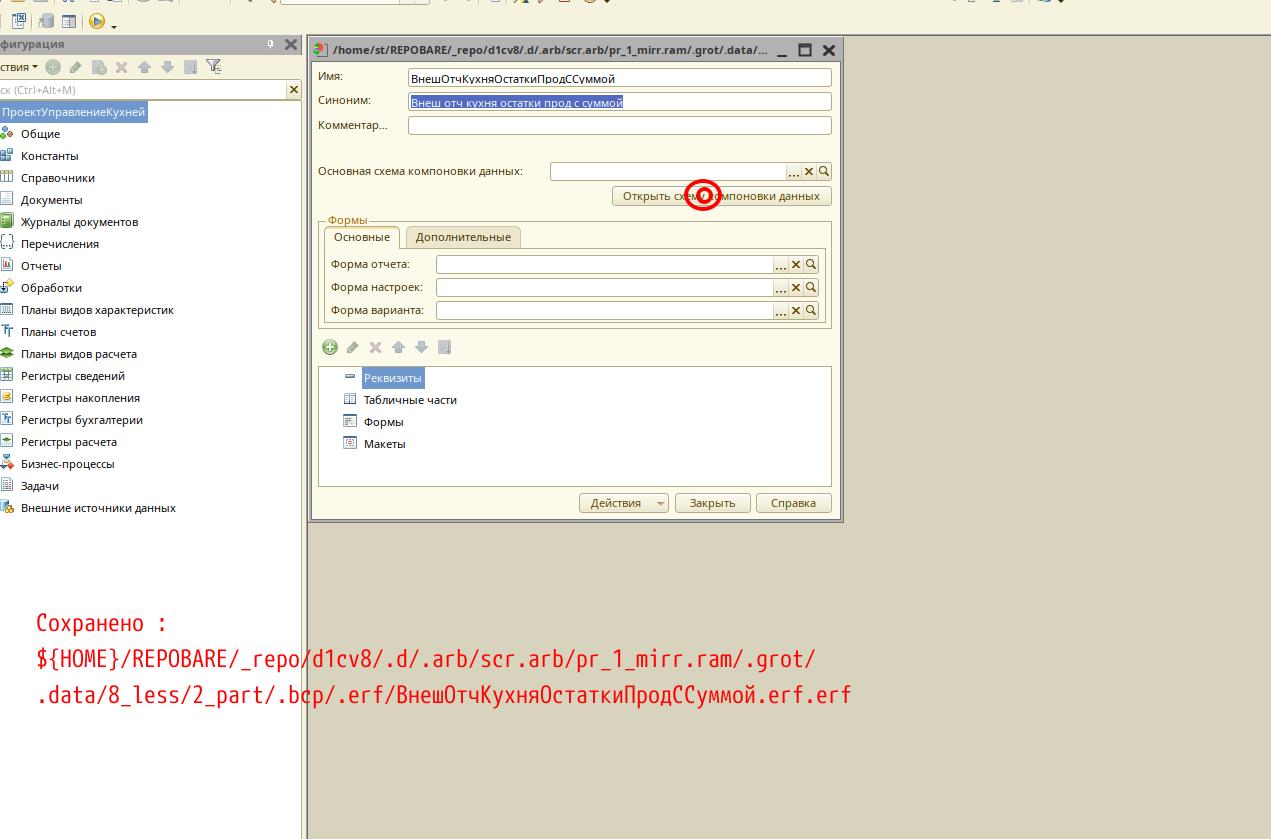 фигурация
ствия
ск (Ctrl+Alt+M)
ПроектУправлениеКухней
Общие
Константы
Справочники
Документы
Журналы документов
Перечисления
Отчеты
Обработки
Планы видов характеристик
Планы счетов
Планы видов расчета
Регистры сведений
Регистры накопления
Регистры бухгалтерии
Регистры расчета
Бизнес-процессы
Задачи
Внешние источники данных
/home/st/REPOBARE/_repo/d1cv8/.d/.arb/scr.arb/pr_1_mirr.ram/.grot/.data/...
Имя: ВнешОтчКухняОстаткиПродССуммой
Синоним: Внеш отч кухня остатки прод с суммой
Комментар...
Основная схема компоновки данных:
Открыть схему компоновки данных
Формы
Основные Дополнительные
Форма отчета:
Форма настроек:
Форма варианта:
Реквизиты
Табличные части
Формы
Макеты
Действия Закрыть Справка
Сохранено :
${HOME}/REPOBARE/_repo/d1cv8/.d/.arb/scr.arb/pr_1_mirr.ram/.grot/
.data/8_less/2_part/.bcp/.erf/ВнешОтчКухняОстаткиПродССуммой.erf.erf